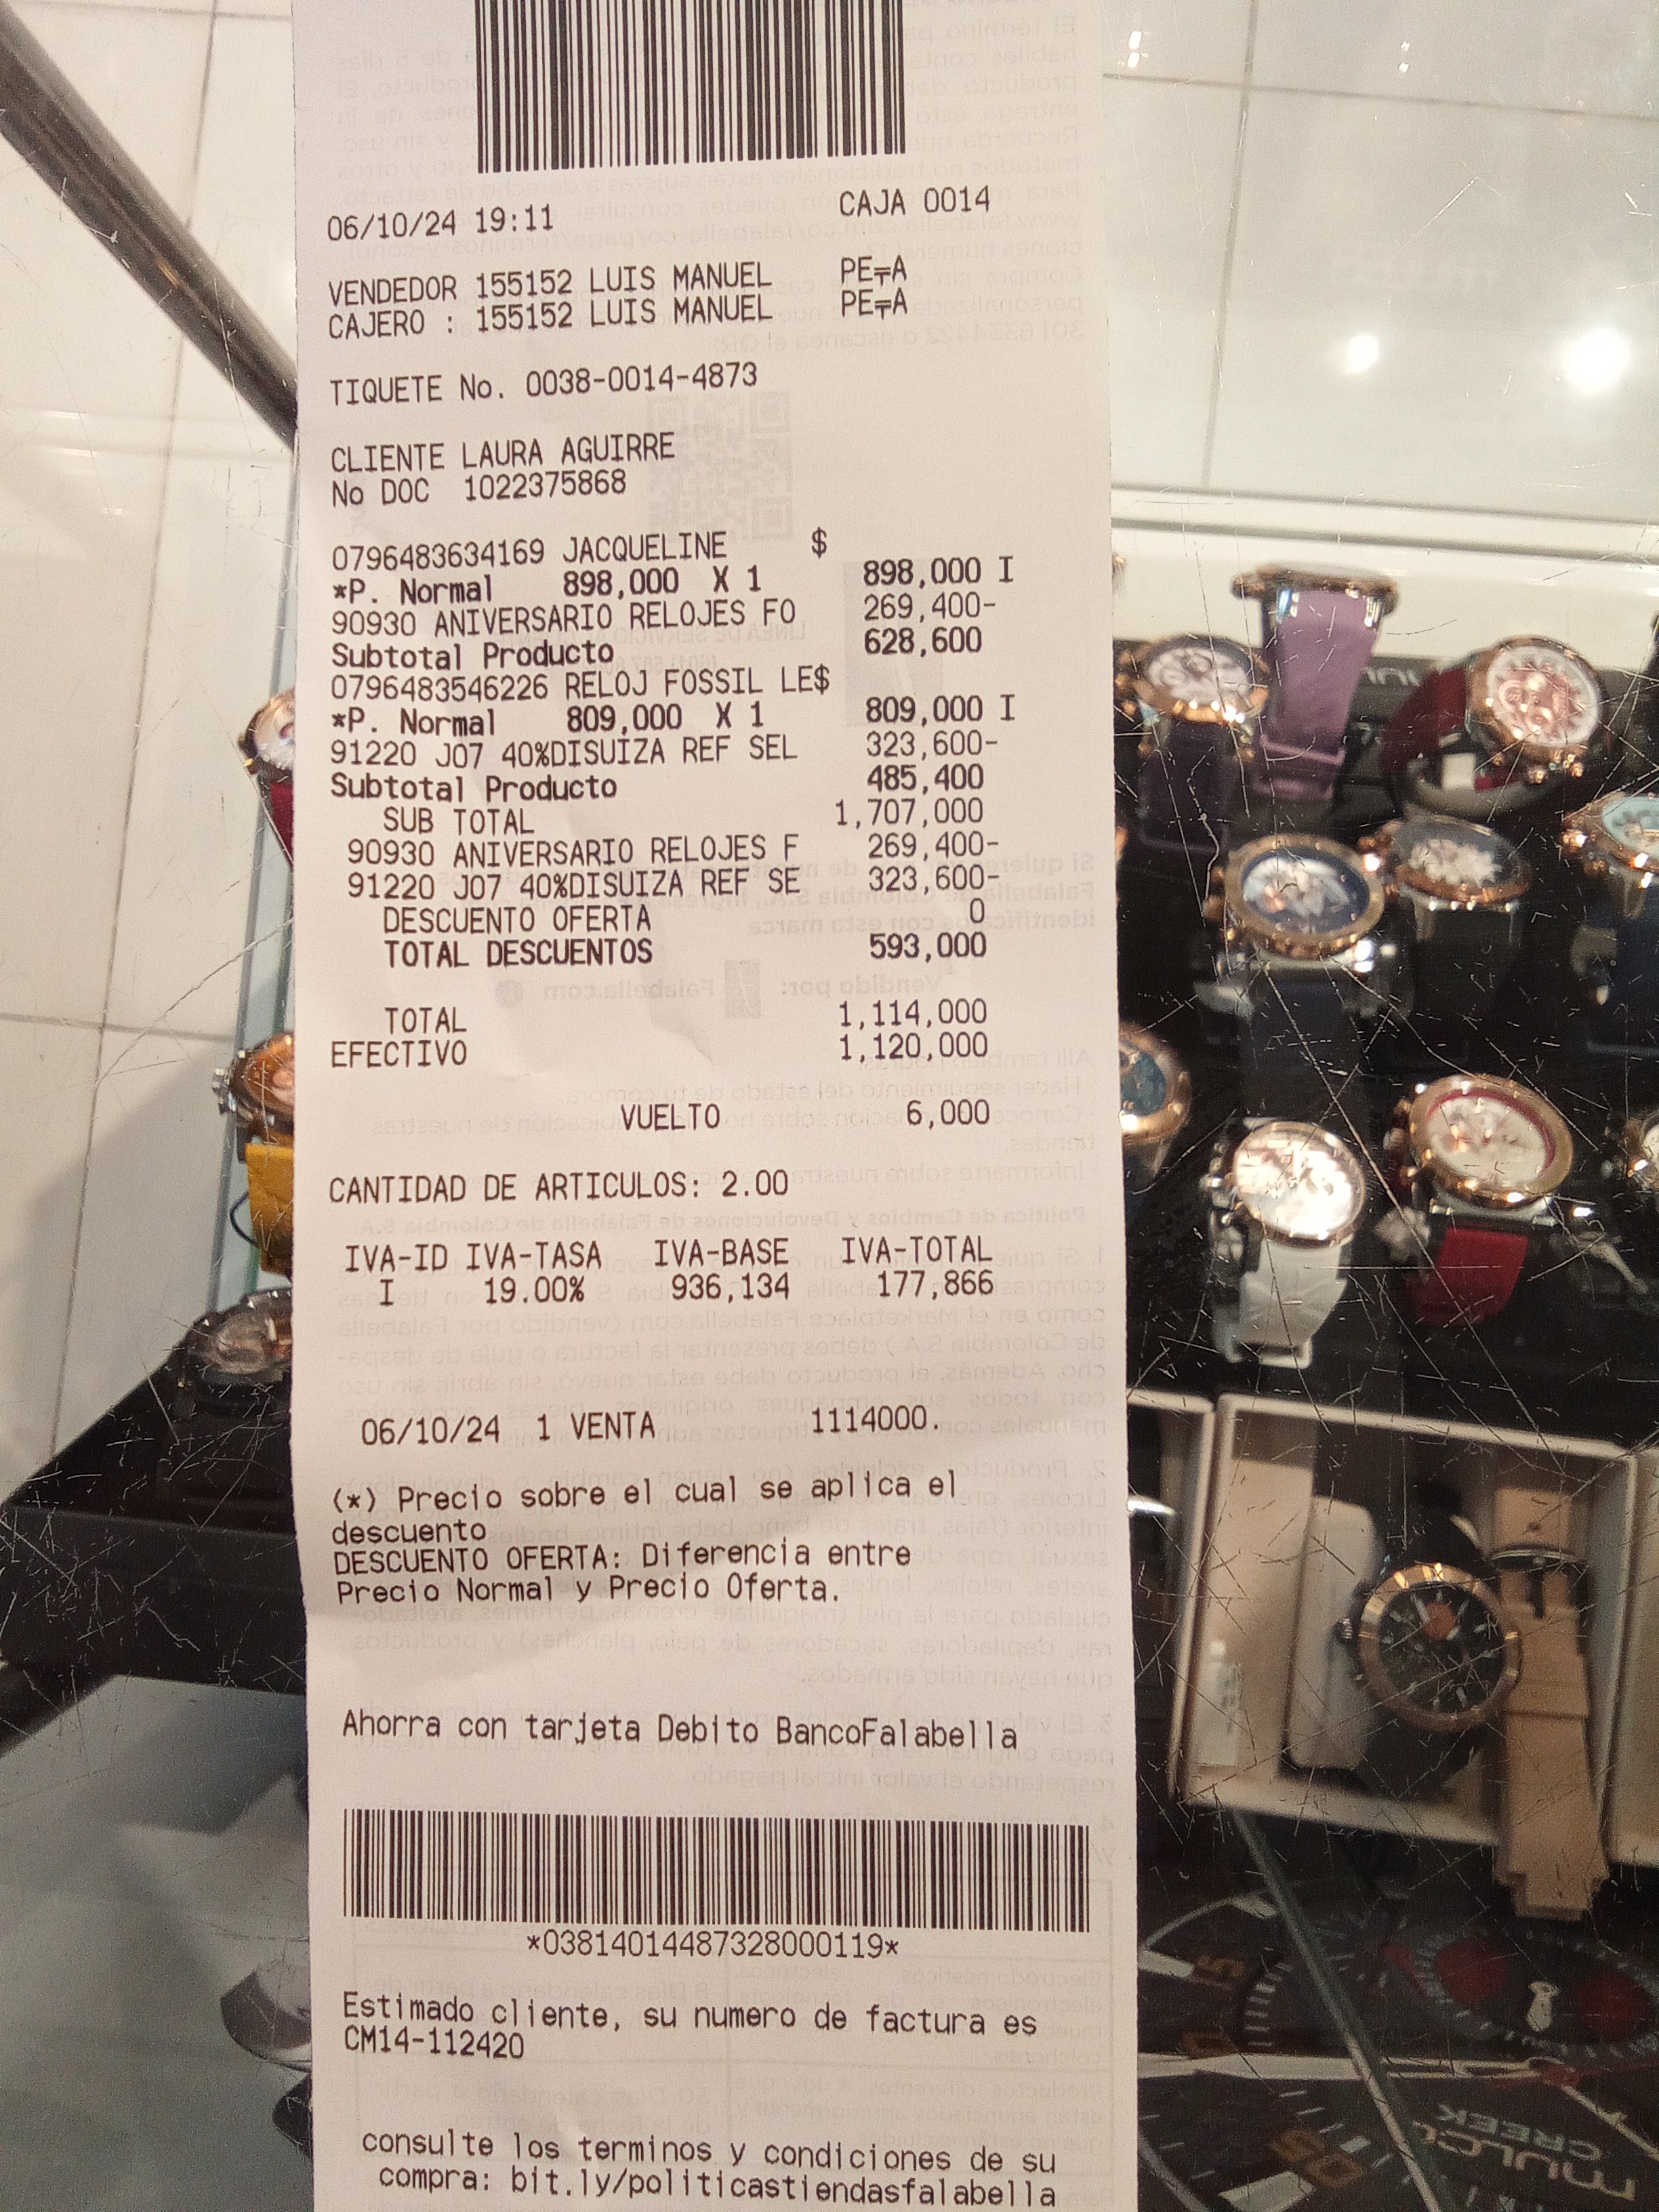 06/10/24 19:11 CAJA 0014
VENDEDOR 155152 LUIS MANUEL PE╤A
CAJERO : 155152 LUIS MANUEL PE╤A
TIQUETE No. 0038-0014-4873
CLIENTE LAURA AGUIRRE
No DOC 1022375868
0796483634169 JACQUELINE $
*P. Normal 898,000 X 1 898,000 I
90930 ANIVERSARIO RELOJES FO 269,400-
Subtotal Producto 628,600
0796483546226 RELOJ FOSSIL LE$
*P. Normal 809,000 X 1 809,000 I
91220 J07 40%DISUIZA REF SEL 323,600-
Subtotal Producto 485,400
SUB TOTAL 1,707,000
90930 ANIVERSARIO RELOJES F 269,400-
91220 J07 40%DISUIZA REF SE 323,600-
DESCUENTO OFERTA 0
TOTAL DESCUENTOS 593,000
TOTAL 1,114,000
EFECTIVO 1,120,000
VUELTO 6,000
CANTIDAD DE ARTICULOS: 2.00
IVA-ID IVA-TASA IVA-BASE IVA-TOTAL
I 19.00% 936,134 177,866
06/10/24 1 VENTA 1114000.
(*) Precio sobre el cual se aplica el
descuento
DESCUENTO OFERTA: Diferencia entre
Precio Normal y Precio Oferta.
Ahorra con tarjeta Debito BancoFalabella
*03814014487328000119*
Estimado cliente, su numero de factura es
CM14-112420
consulte los terminos y condiciones de su
compra: bit.ly/politicastiendasfalabella
MULCO
CREEK